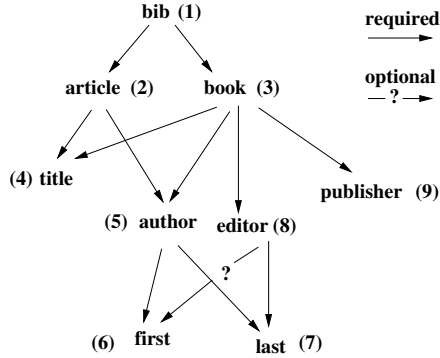 bib (1)
required
article (2)
book (3)
optional
?
(4) title
publisher (9)
(5) author
editor (8)
?
(6) first
last (7)